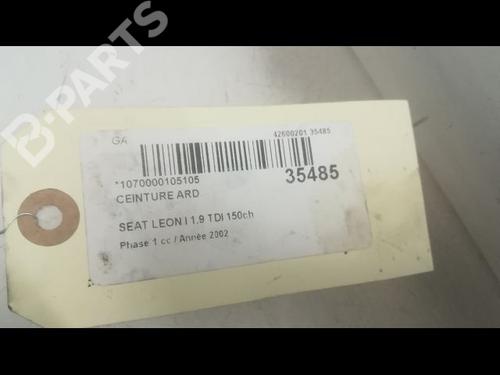 B-PARTS
GA
42600201 35485
*1070000105105
35485
CEINTURE ARD
SEAT LEON I 1.9 TDI 150ch
Phase 1 cc / Année 2002